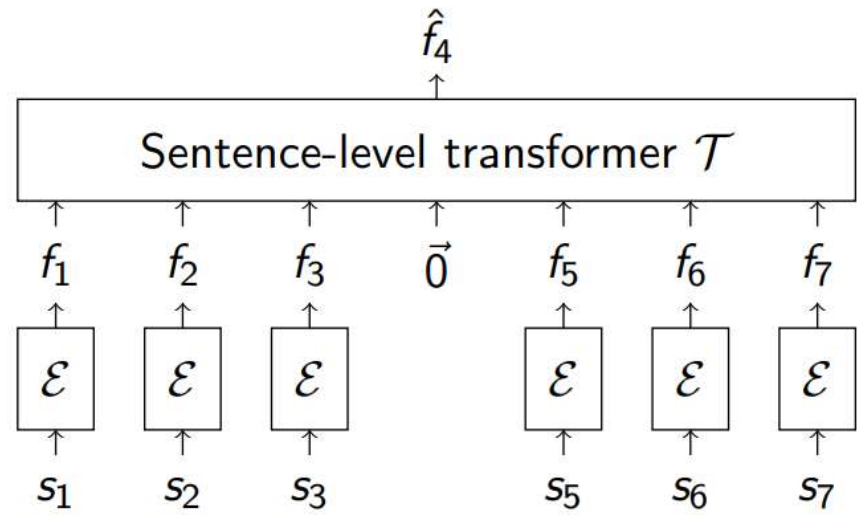 f̂₄
Sentence-level transformer 𝒯
f₁ f₂ f₃ 0⃗ f₅ f₆ f₇
ℰ ℰ ℰ ℰ ℰ ℰ
s₁ s₂ s₃ s₅ s₆ s₇